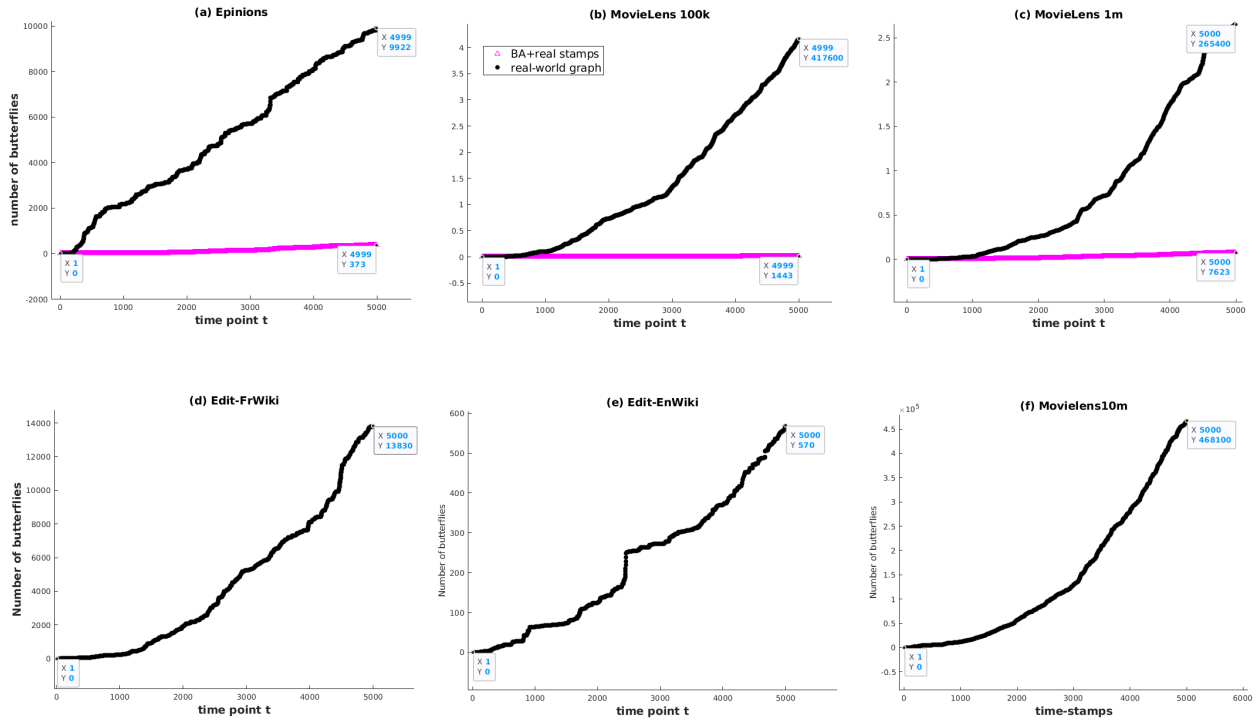 (a) Epinions
number of butterflies
10000
8000
6000
4000
2000
0
-2000
X 4999
Y 9922
X 1
Y 0
X 4999
Y 373
0 1000 2000 3000 4000 5000
time point t
(b) MovieLens 100k
BA+real stamps
real-world graph
4
3.5
3
2.5
2
1.5
1
0.5
0
-0.5
X 4999
Y 417600
X 1
Y 0
X 4999
Y 1443
0 1000 2000 3000 4000 5000
time point t
(c) MovieLens 1m
2.5
2
1.5
1
0.5
0
X 5000
Y 265400
X 1
Y 0
X 5000
Y 7623
0 1000 2000 3000 4000 5000
time point t
(d) Edit-FrWiki
Number of butterflies
14000
12000
10000
8000
6000
4000
2000
0
X 5000
Y 13830
X 1
Y 0
0 1000 2000 3000 4000 5000
time point t
(e) Edit-EnWiki
Number of butterflies
600
500
400
300
200
100
0
X 5000
Y 570
X 1
Y 0
0 1000 2000 3000 4000 5000
time point t
(f) Movielens10m
×10^5
Number of butterflies
4.5
4
3.5
3
2.5
2
1.5
1
0.5
0
-0.5
X 5000
Y 468100
X 1
Y 0
0 1000 2000 3000 4000 5000 6000
time-stamps